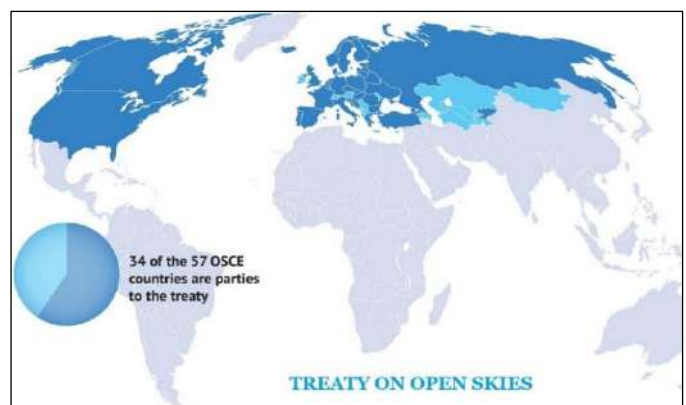 34 of the 57 OSCE
countries are parties
to the treaty
TREATY ON OPEN SKIES